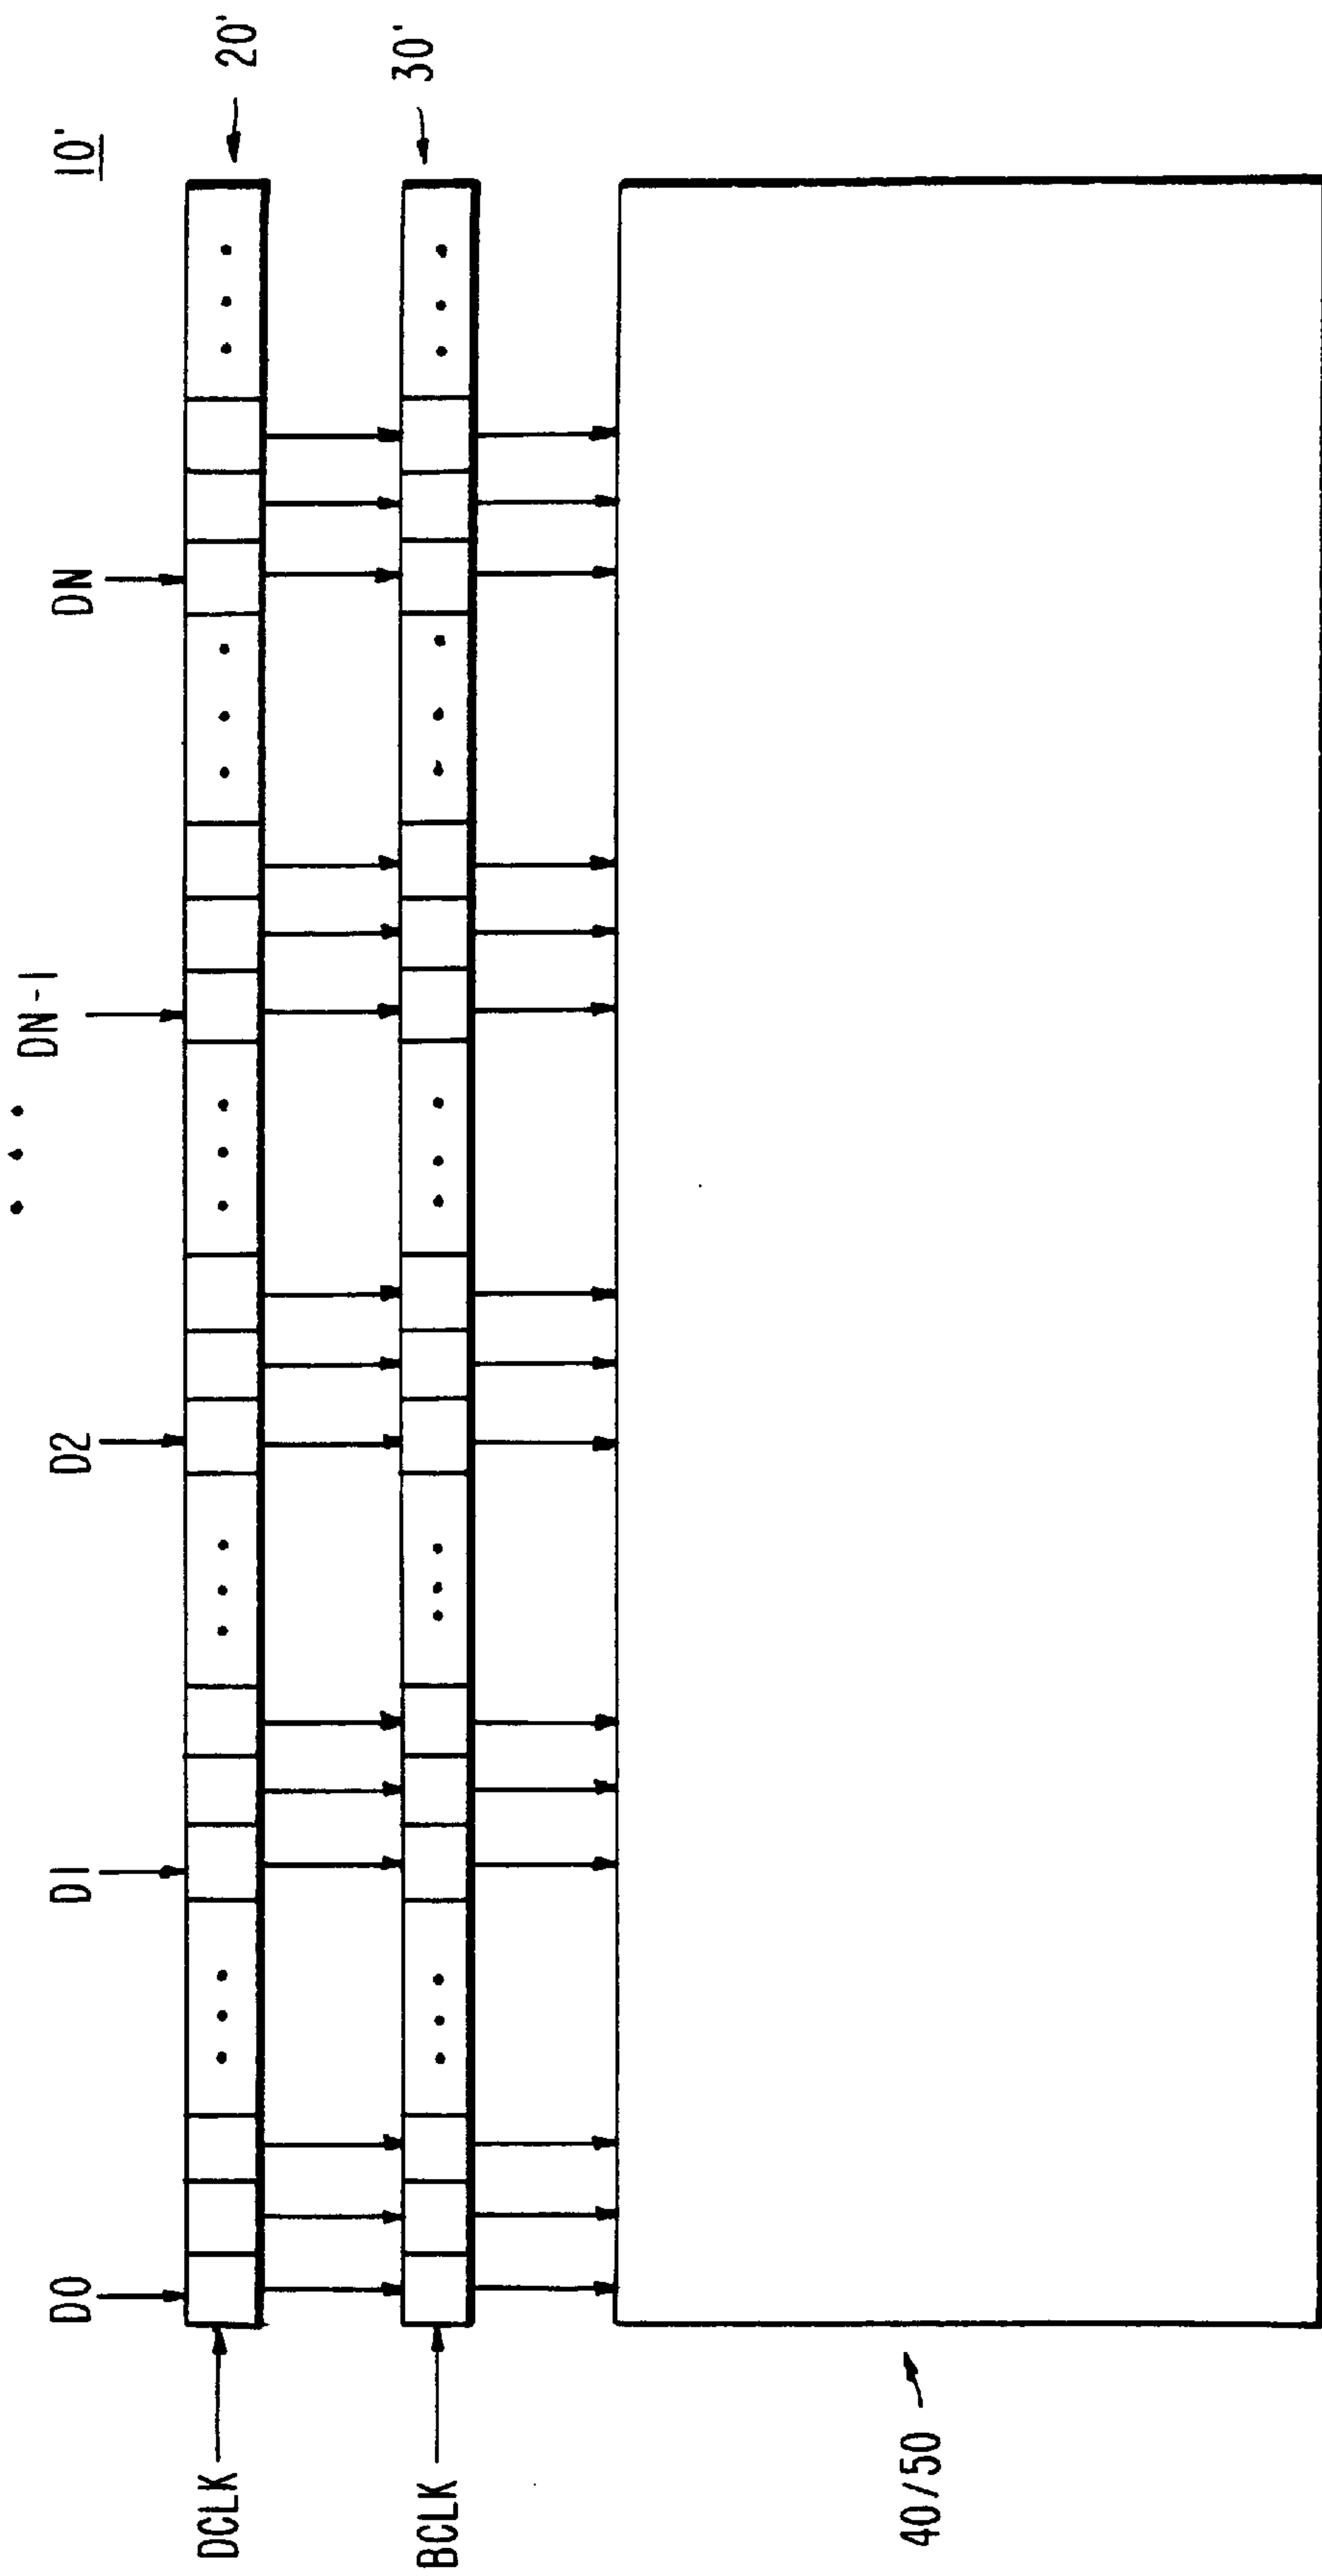 10'
D0
D1
D2
• • •
DN-1
DN
DCLK
20'
BCLK
30'
40/50